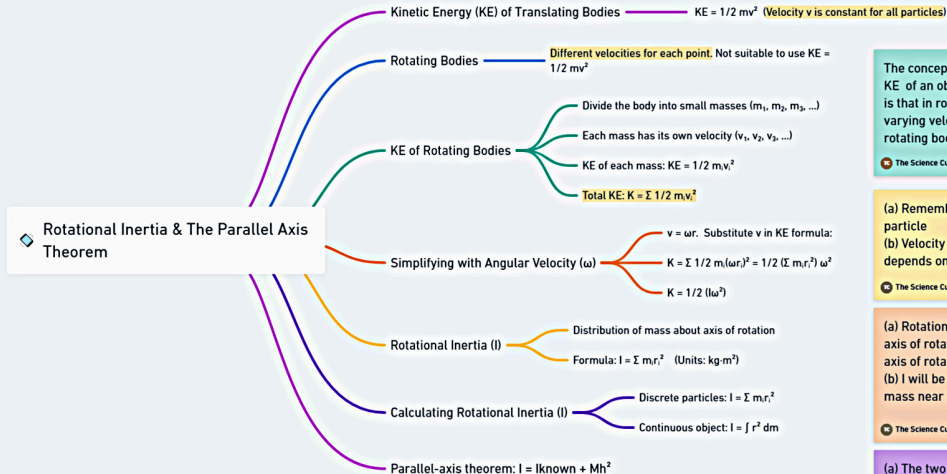 Kinetic Energy (KE) of Translating Bodies
KE = 1/2 mv² (Velocity v is constant for all particles)
Rotating Bodies
Different velocities for each point. Not suitable to use KE =
1/2 mv²
KE of Rotating Bodies
Divide the body into small masses (m₁, m₂, m₃, ...)
Each mass has its own velocity (v₁, v₂, v₃, ...)
KE of each mass: KE = 1/2 mᵢvᵢ²
Total KE: K = Σ 1/2 mᵢvᵢ²
Rotational Inertia & The Parallel Axis
Theorem
Simplifying with Angular Velocity (ω)
v = ωr. Substitute v in KE formula:
K = Σ 1/2 mᵢ(ωrᵢ)² = 1/2 (Σ mᵢrᵢ²) ω²
K = 1/2 (Iω²)
Rotational Inertia (I)
Distribution of mass about axis of rotation
Formula: I = Σ mᵢrᵢ² (Units: kg·m²)
Calculating Rotational Inertia (I)
Discrete particles: I = Σ mᵢrᵢ²
Continuous object: I = ∫ r² dm
Parallel-axis theorem: I = Iknown + Mh²
The concep
KE of an ob
is that in ro
varying vel
rotating bo
The Science Cu
(a) Rememb
particle
(b) Velocity
depends on
The Science Cu
(a) Rotation
axis of rota
axis of rota
(b) I will be
mass near
The Science Cu
(a) The two